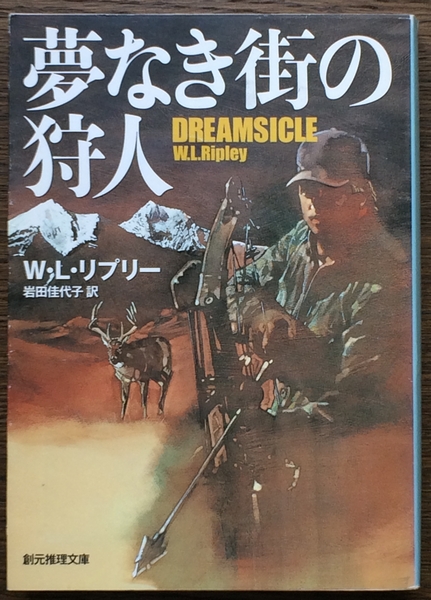 夢なき街の
狩人
DREAMSICLE
W.L.Ripley
W・L・リプリー
岩田佳代子 訳
創元推理文庫